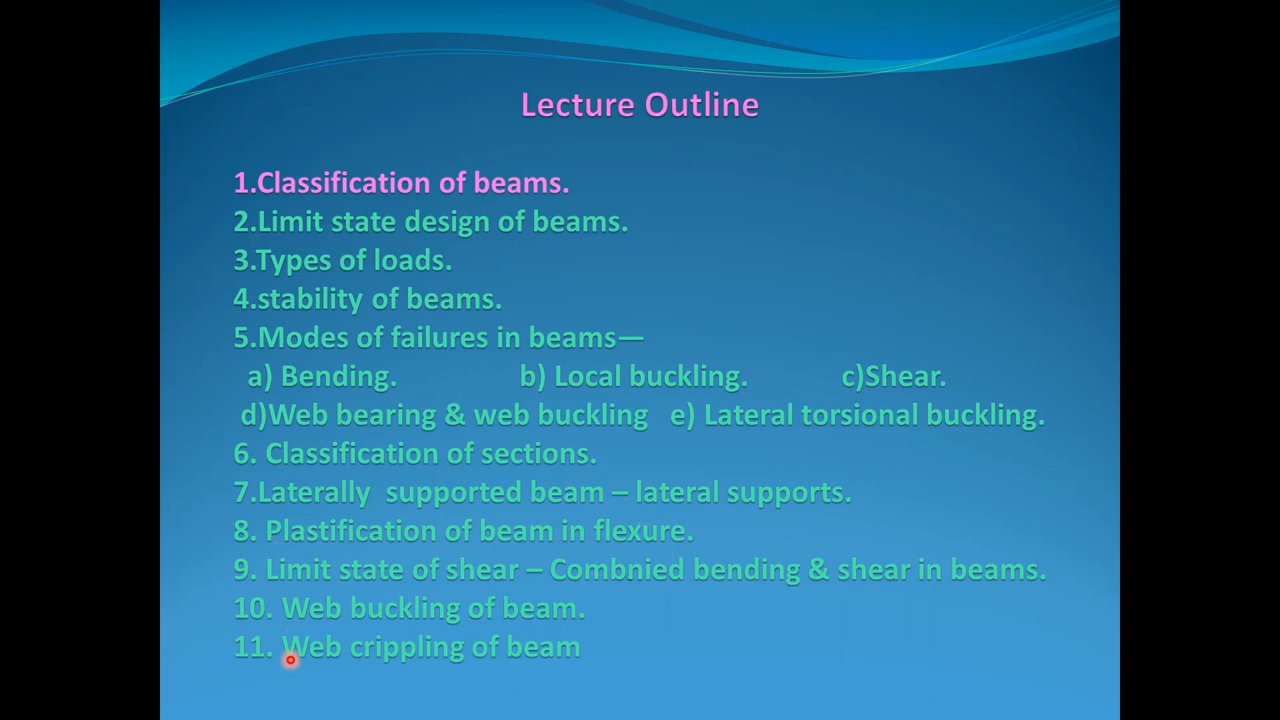 Lecture Outline
1.Classification of beams.
2.Limit state design of beams.
3.Types of loads.
4.stability of beams.
5.Modes of failures in beams—
a) Bending. b) Local buckling. c)Shear.
d)Web bearing & web buckling e) Lateral torsional buckling.
6. Classification of sections.
7.Laterally supported beam – lateral supports.
8. Plastification of beam in flexure.
9. Limit state of shear – Combnied bending & shear in beams.
10. Web buckling of beam.
11. Web crippling of beam